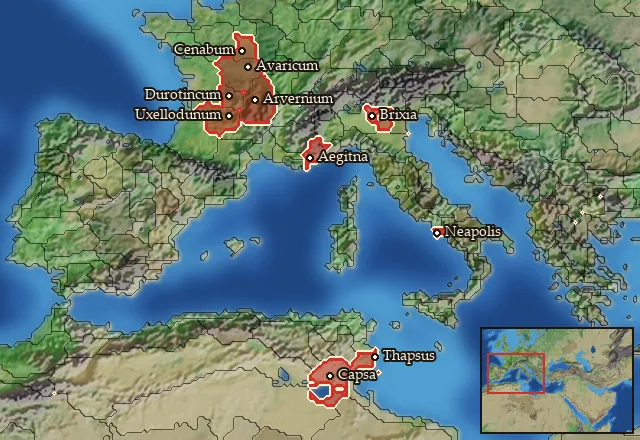 Cenabum
Avaricum
Durotincum
Arvernium
Uxellodunum
Brixia
Aegitna
Neapolis
Thapsus
Capsa